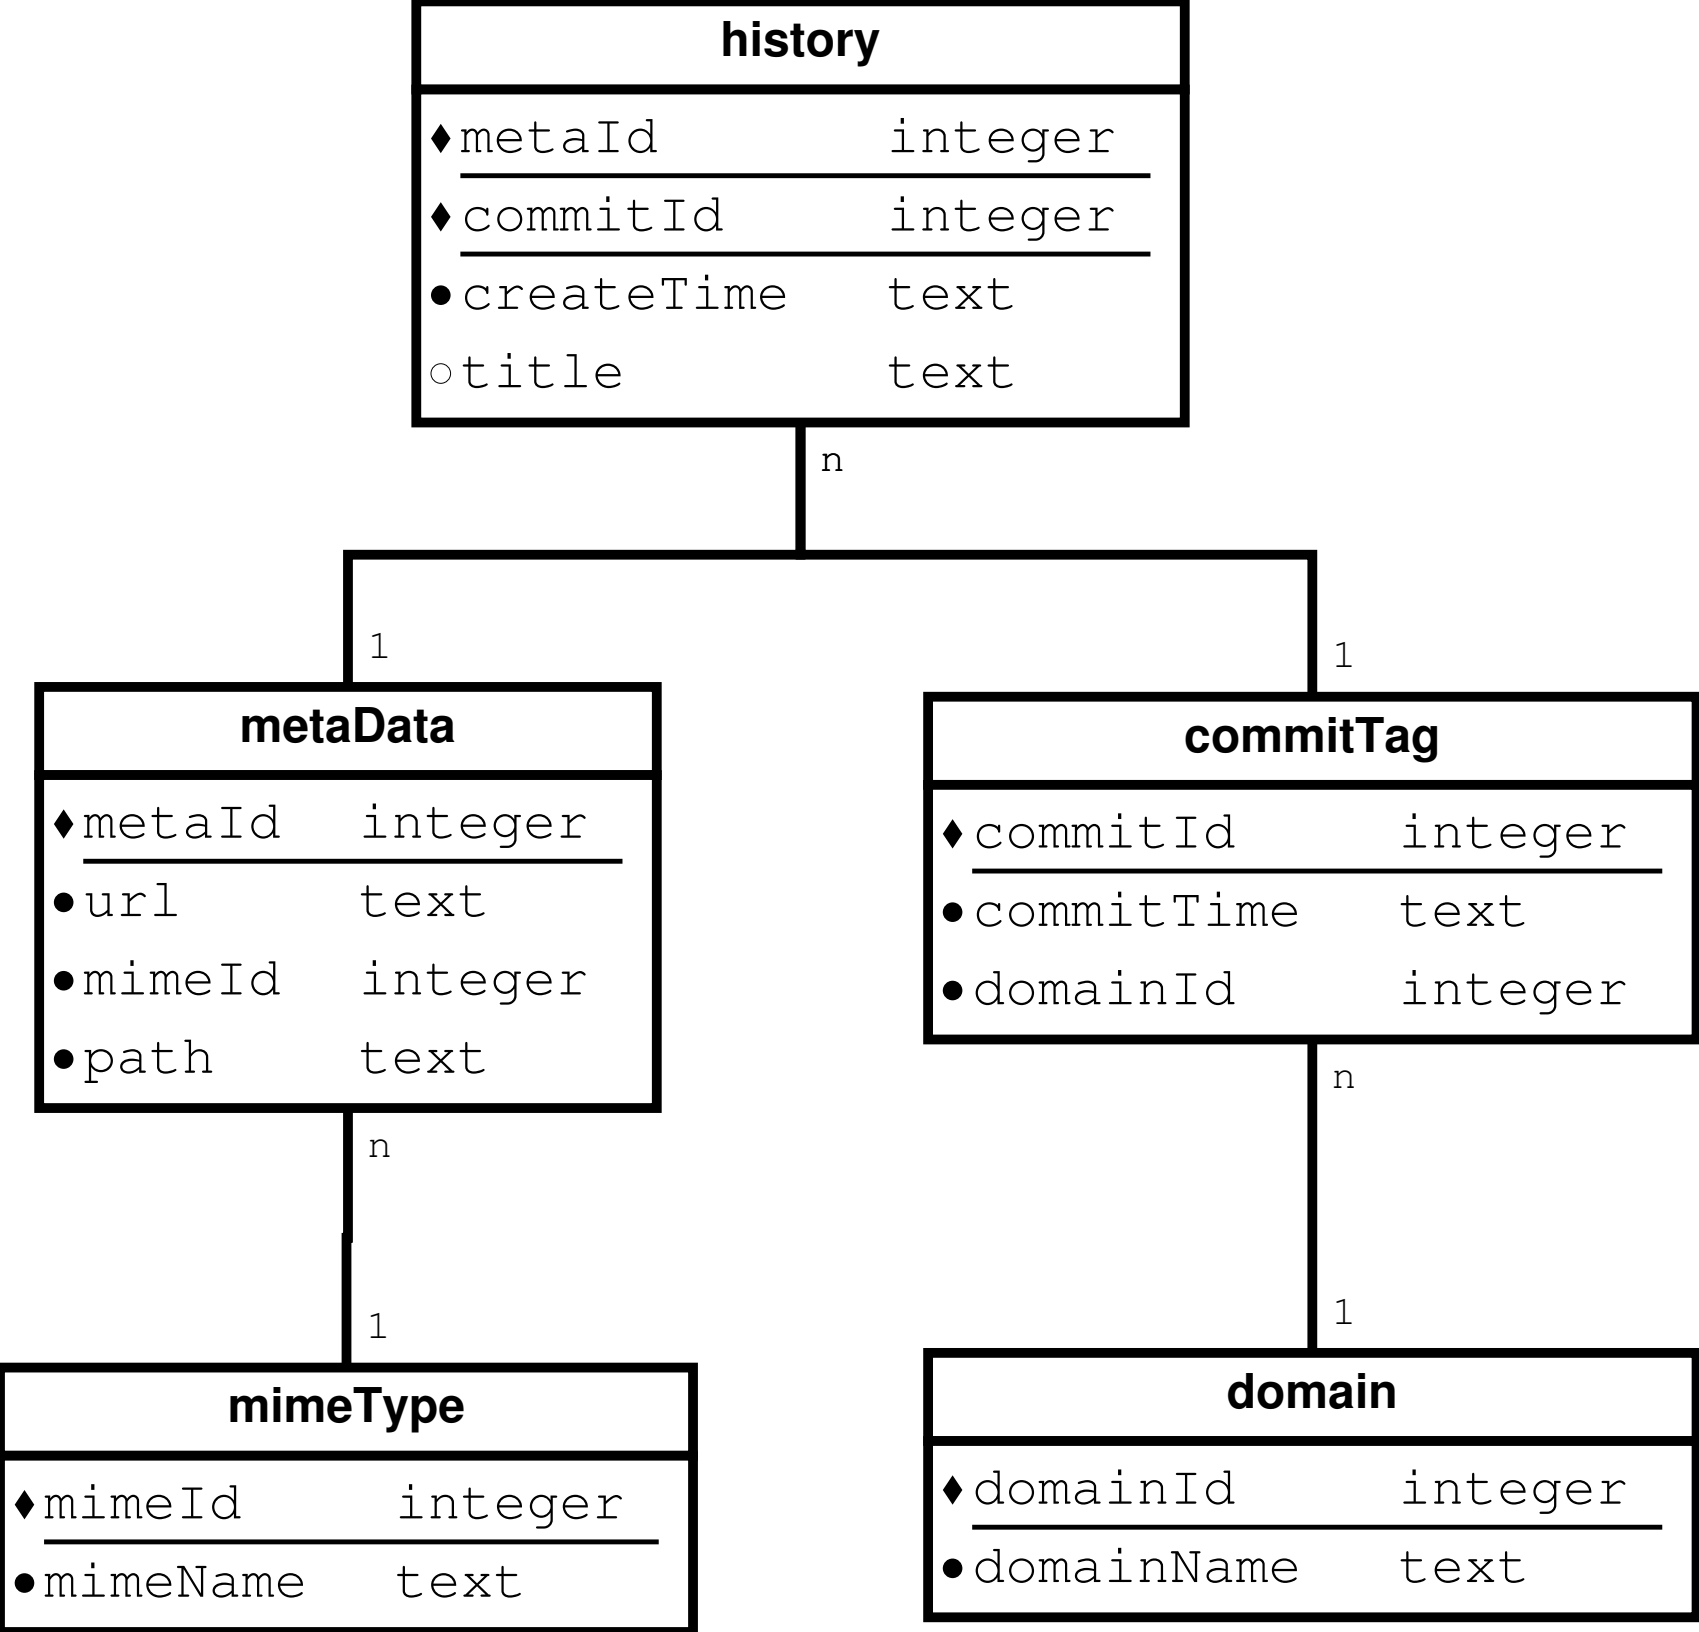 history
metaId integer
commitId integer
createTime text
title text
n
1
1
metaData
metaId integer
url text
mimeId integer
path text
commitTag
commitId integer
commitTime text
domainId integer
n
n
1
1
mimeType
mimeId integer
mimeName text
domain
domainId integer
domainName text